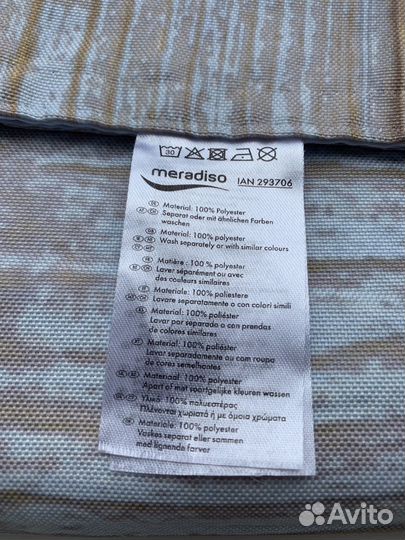 30
meradiso IAN 293706
Material: 100% Polyester
Separat oder mit ähnlichen Farben
waschen
Material: 100% Polyester
Wash separately or with similar colours
Matière : 100 % polyester
Laver séparément ou avec
des couleurs similaires
Materiale: 100% poliestere
Lavare separatamente o con colori simili
Material: 100% poliéster
Lavar por separado o con prendas
de colores similares
Material: 100% poliéster
Lavar separadamente ou com roupa
de cores semelhantes
Materiaal: 100% polyester
Apart of met soortgelijke kleuren wassen
Υλικό: 100% πολυεστέρας
Πλένονται χωριστά ή με όμοια χρώματα
Materiale: 100% polyester
Vaskes separat eller sammen
med lignende farver
Avito